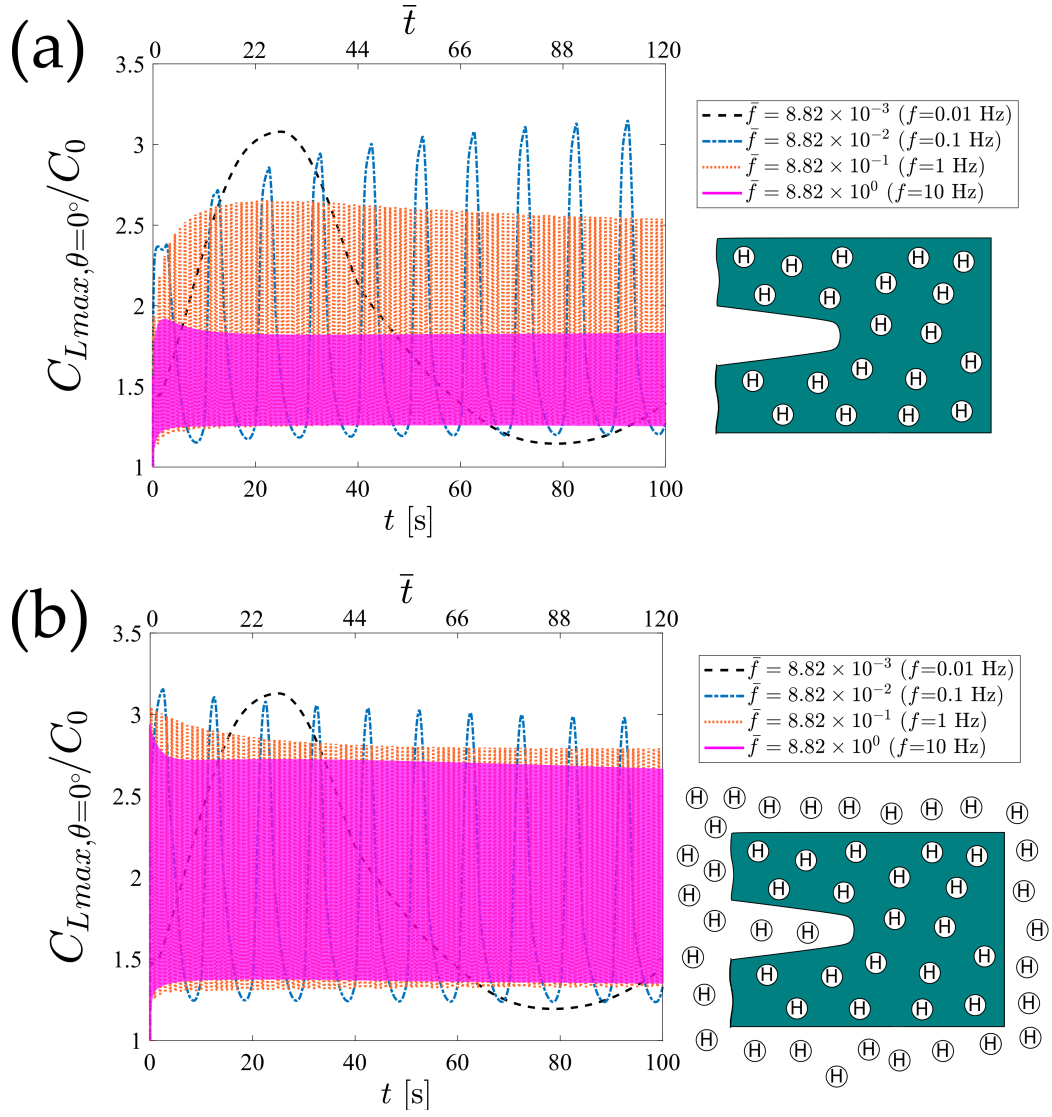 (a)
t̅
0 22 44 66 88 120
3.5
3
2.5
2
1.5
1
C_{Lmax,θ=0°}/C_0
0 20 40 60 80 100
t [s]
f̅ = 8.82 × 10^{-3} (f=0.01 Hz)
f̅ = 8.82 × 10^{-2} (f=0.1 Hz)
f̅ = 8.82 × 10^{-1} (f=1 Hz)
f̅ = 8.82 × 10^{0} (f=10 Hz)
H H H H H
H H H H
H H H
H H H H H
H H H H
(b)
t̅
0 22 44 66 88 120
3.5
3
2.5
2
1.5
1
C_{Lmax,θ=0°}/C_0
0 20 40 60 80 100
t [s]
f̅ = 8.82 × 10^{-3} (f=0.01 Hz)
f̅ = 8.82 × 10^{-2} (f=0.1 Hz)
f̅ = 8.82 × 10^{-1} (f=1 Hz)
f̅ = 8.82 × 10^{0} (f=10 Hz)
H H H H H H H H H
H
H H H H H H H
H H H H H H
H H H H H H
H H H H H H
H H H H H H
H H H H H H H
H H H H H
H